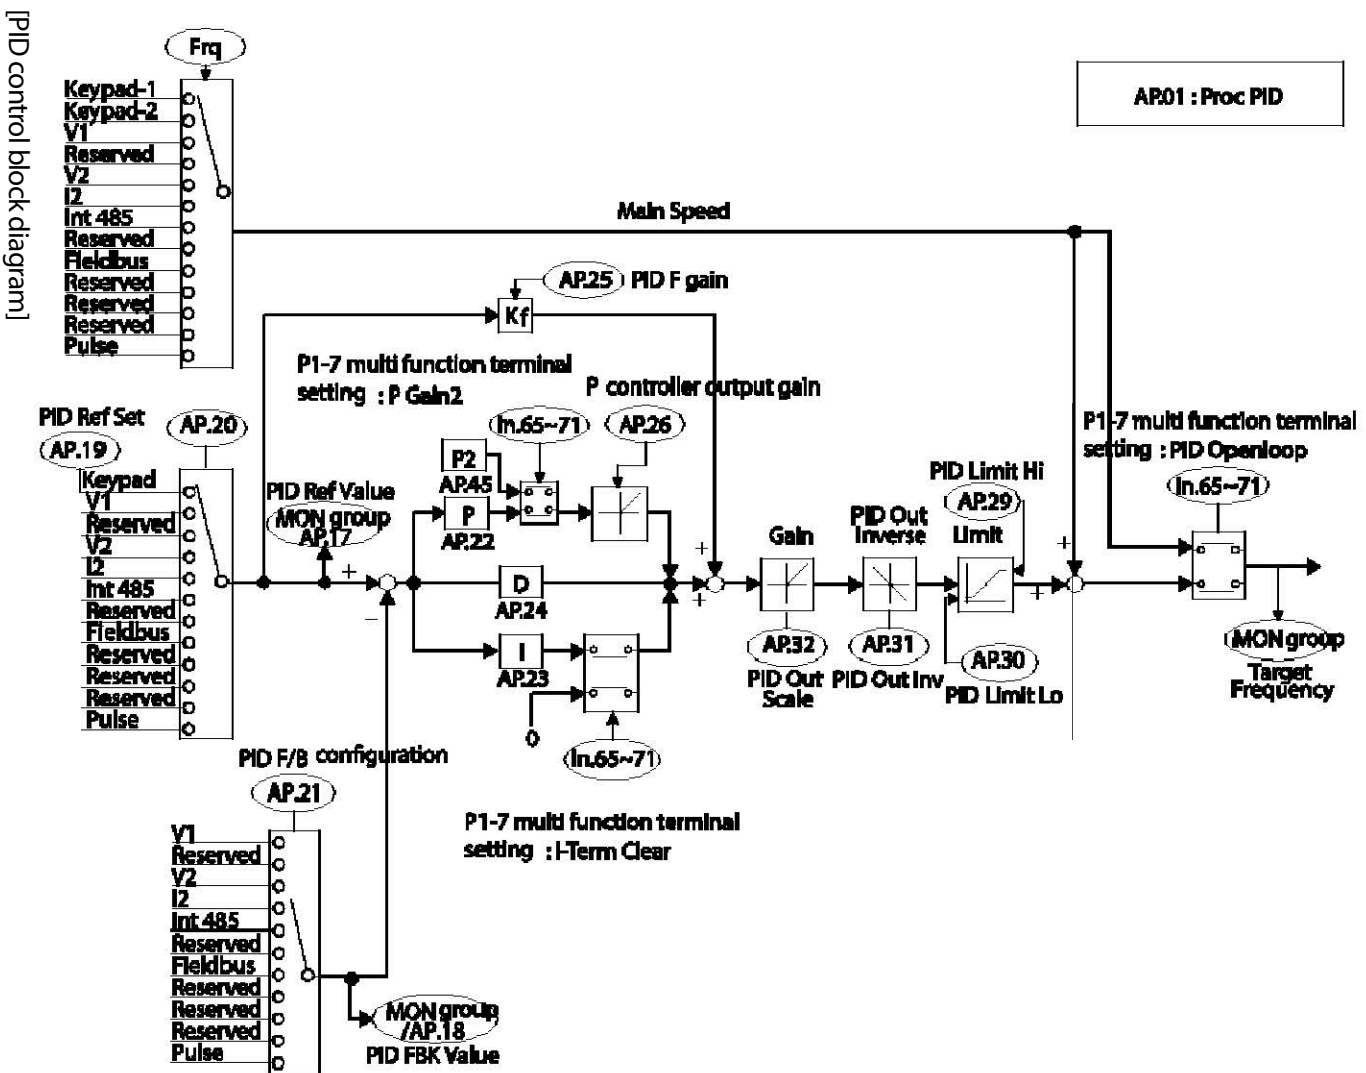 [PID control block diagram]
Frq
Keypad-1
Keypad-2
V1
Reserved
V2
I2
Int 485
Reserved
Fieldbus
Reserved
Reserved
Reserved
Pulse
AP.01 : Proc PID
Main Speed
AP.25
PID F gain
Kf
P1-7 multi function terminal
setting : P Gain2
P controller output gain
In.65~71
AP.26
P2
AP.45
P
AP.22
D
AP.24
I
AP.23
0
In.65~71
P1-7 multi function terminal
setting : I-Term Clear
PID Ref Set
AP.19
AP.20
Keypad
V1
Reserved
V2
I2
Int 485
Reserved
Fieldbus
Reserved
Reserved
Reserved
Pulse
PID Ref Value
MON group
AP.17
+
−
+
+
Gain
AP.32
PID Out
Scale
PID Out
Inverse
AP.31
PID Out Inv
PID Limit Hi
AP.29
Limit
AP.30
PID Limit Lo
+
+
P1-7 multi function terminal
setting : PID Openloop
In.65~71
MON group
Target
Frequency
PID F/B configuration
AP.21
V1
Reserved
V2
I2
Int 485
Reserved
Fieldbus
Reserved
Reserved
Reserved
Pulse
MON group
/AP.18
PID FBK Value